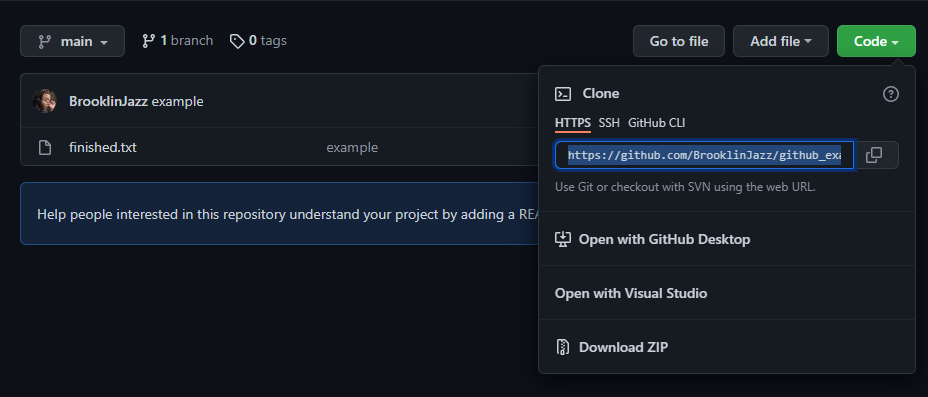 main 1 branch 0 tags Go to file Add file Code
BrooklinJazz example
finished.txt example
Help people interested in this repository understand your project by adding a
Clone
HTTPS SSH GitHub CLI
https://github.com/BrooklinJazz/github_exa
Use Git or checkout with SVN using the web URL.
Open with GitHub Desktop
Open with Visual Studio
Download ZIP